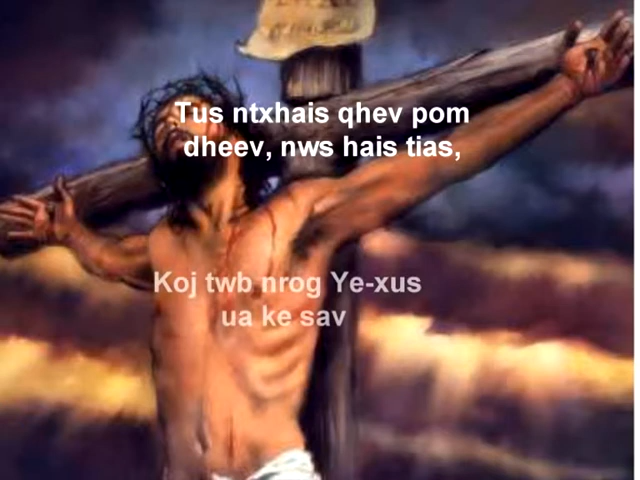 Tus ntxhais qhev pom
dheev, nws hais tias,
Koj twb nrog Ye-xus
ua ke sav